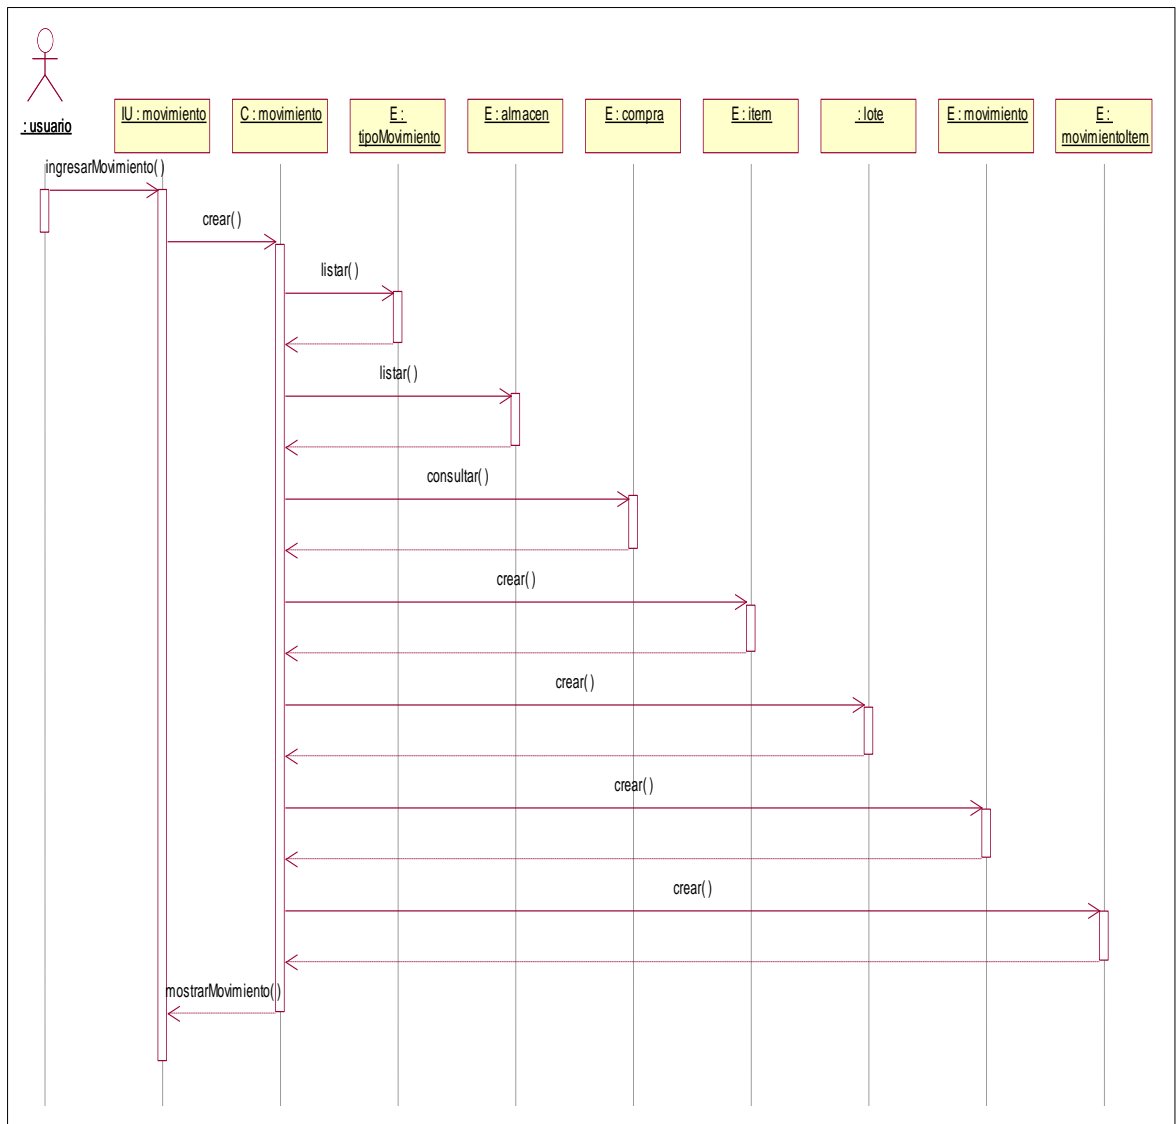 : usuario
IU : movimiento
C : movimiento
E :
tipoMovimiento
E : almacen
E : compra
E : item
: lote
E : movimiento
E :
movimientoItem
ingresarMovimiento( )
crear( )
listar( )
listar( )
consultar( )
crear( )
crear( )
crear( )
crear( )
mostrarMovimiento( )